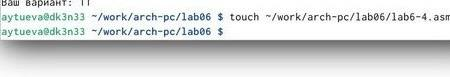 Ваш вариант: 11
aytueva@dk3n33 ~/work/arch-pc/lab06 $ touch ~/work/arch-pc/lab06/lab6-4.asm
aytueva@dk3n33 ~/work/arch-pc/lab06 $